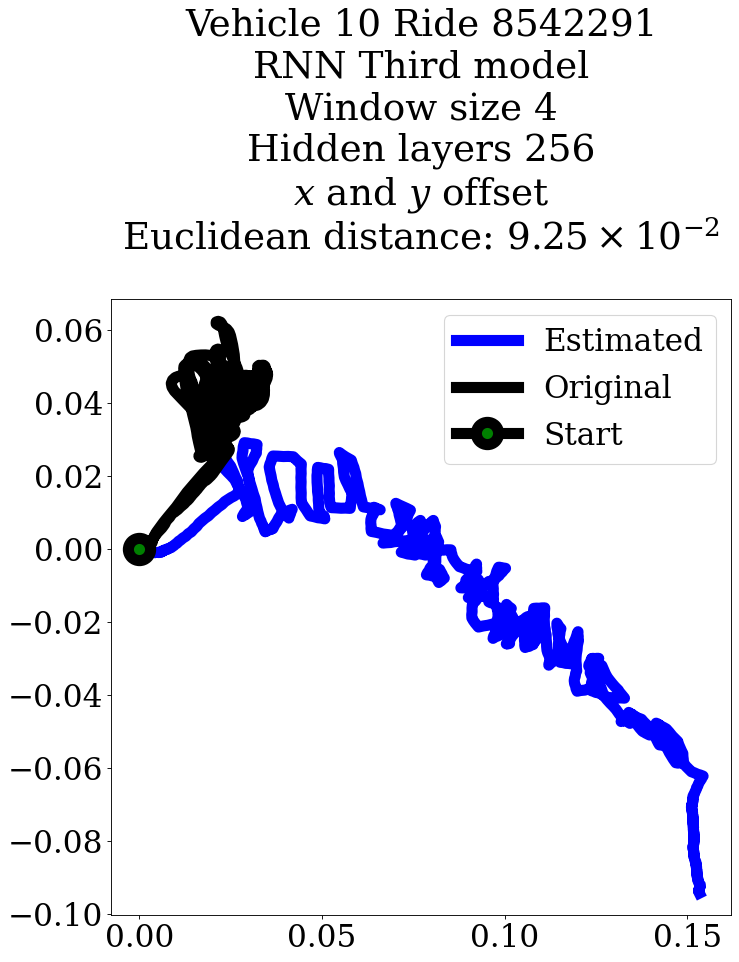 Vehicle 10 Ride 8542291
RNN Third model
Window size 4
Hidden layers 256
x and y offset
Euclidean distance: 9.25 × 10⁻²
Estimated
Original
Start
0.06
0.04
0.02
0.00
−0.02
−0.04
−0.06
−0.08
−0.10
0.00 0.05 0.10 0.15